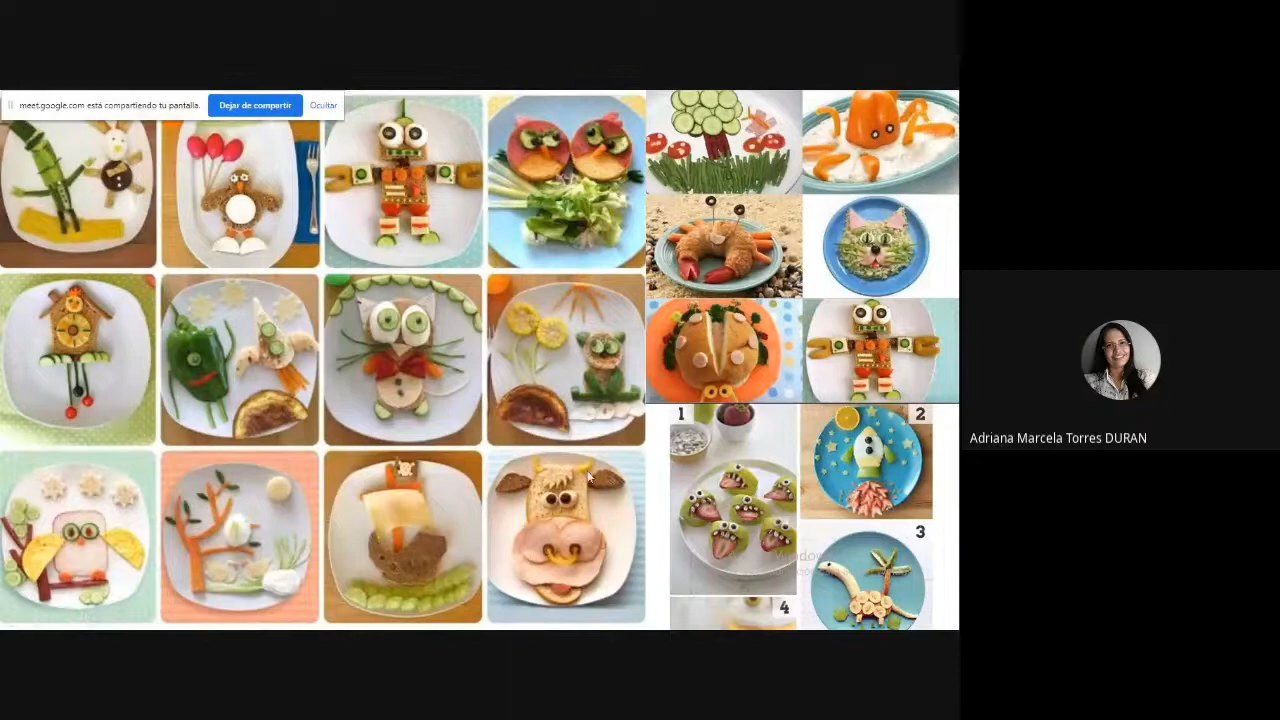 meet.google.com está compartiendo tu pantalla.
Dejar de compartir
Ocultar
1
2
3
4
Adriana Marcela Torres DURAN